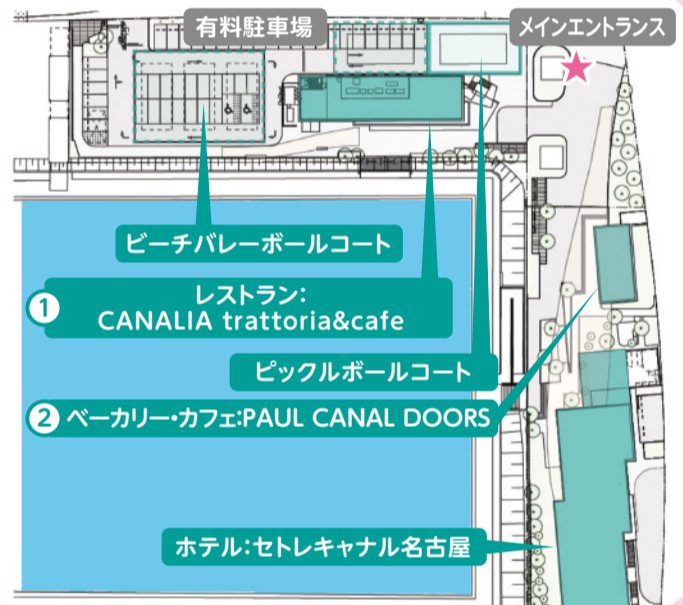 有料駐車場
メインエントランス
ビーチバレーボールコート
① レストラン:
CANALIA trattoria&cafe
ピックルボールコート
② ベーカリー・カフェ:PAUL CANAL DOORS
ホテル:セトレキャナル名古屋